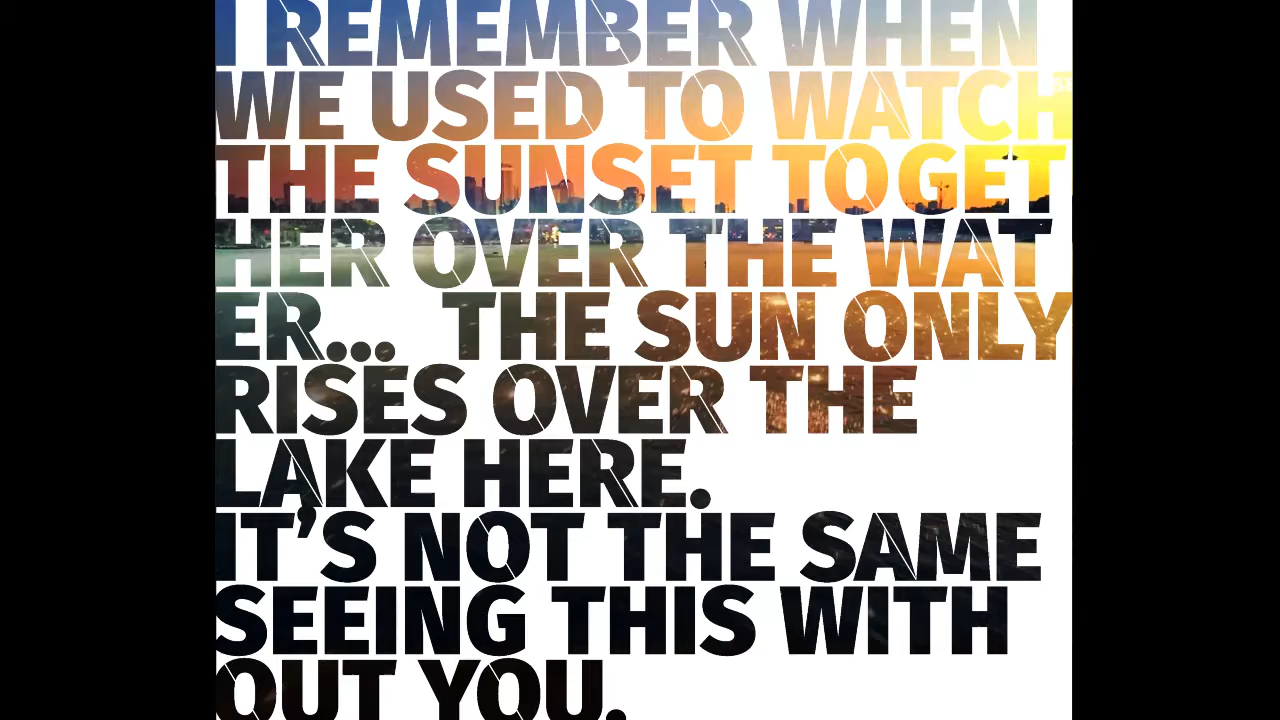 I REMEMBER WHEN
WE USED TO WATCH
THE SUNSET TOGET
HER OVER THE WAT
ER... THE SUN ONLY
RISES OVER THE
LAKE HERE.
IT’S NOT THE SAME
SEEING THIS WITH
OUT YOU.